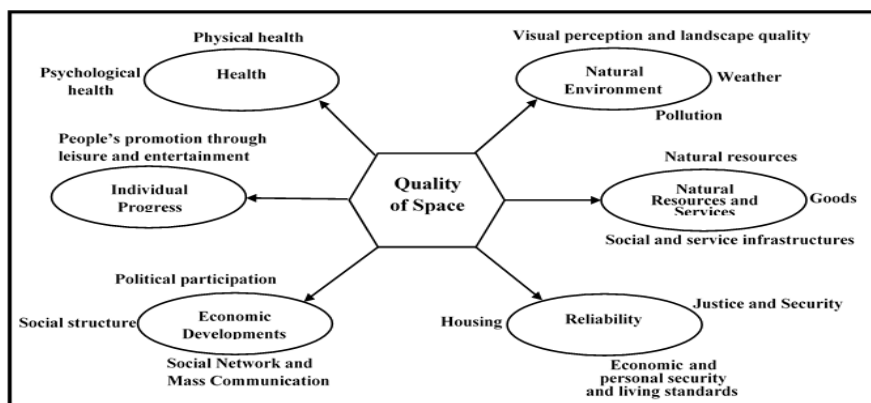 Physical health
Health
Psychological
health
Visual perception and landscape quality
Natural
Environment
Weather
Pollution
People's promotion through
leisure and entertainment
Individual
Progress
Quality
of Space
Natural resources
Natural
Resources and
Services
Goods
Social and service infrastructures
Political participation
Social structure
Economic
Developments
Social Network and
Mass Communication
Housing
Reliability
Justice and Security
Economic and
personal security
and living standards